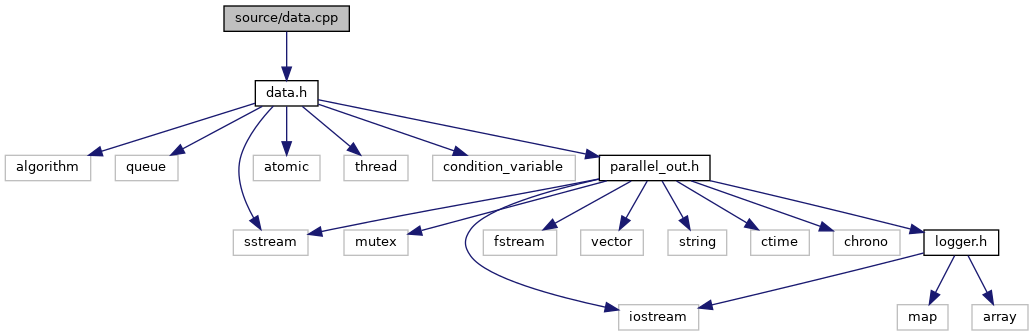 source/data.cpp
data.h
algorithm
queue
atomic
thread
condition_variable
parallel_out.h
sstream
mutex
fstream
vector
string
ctime
chrono
logger.h
iostream
map
array